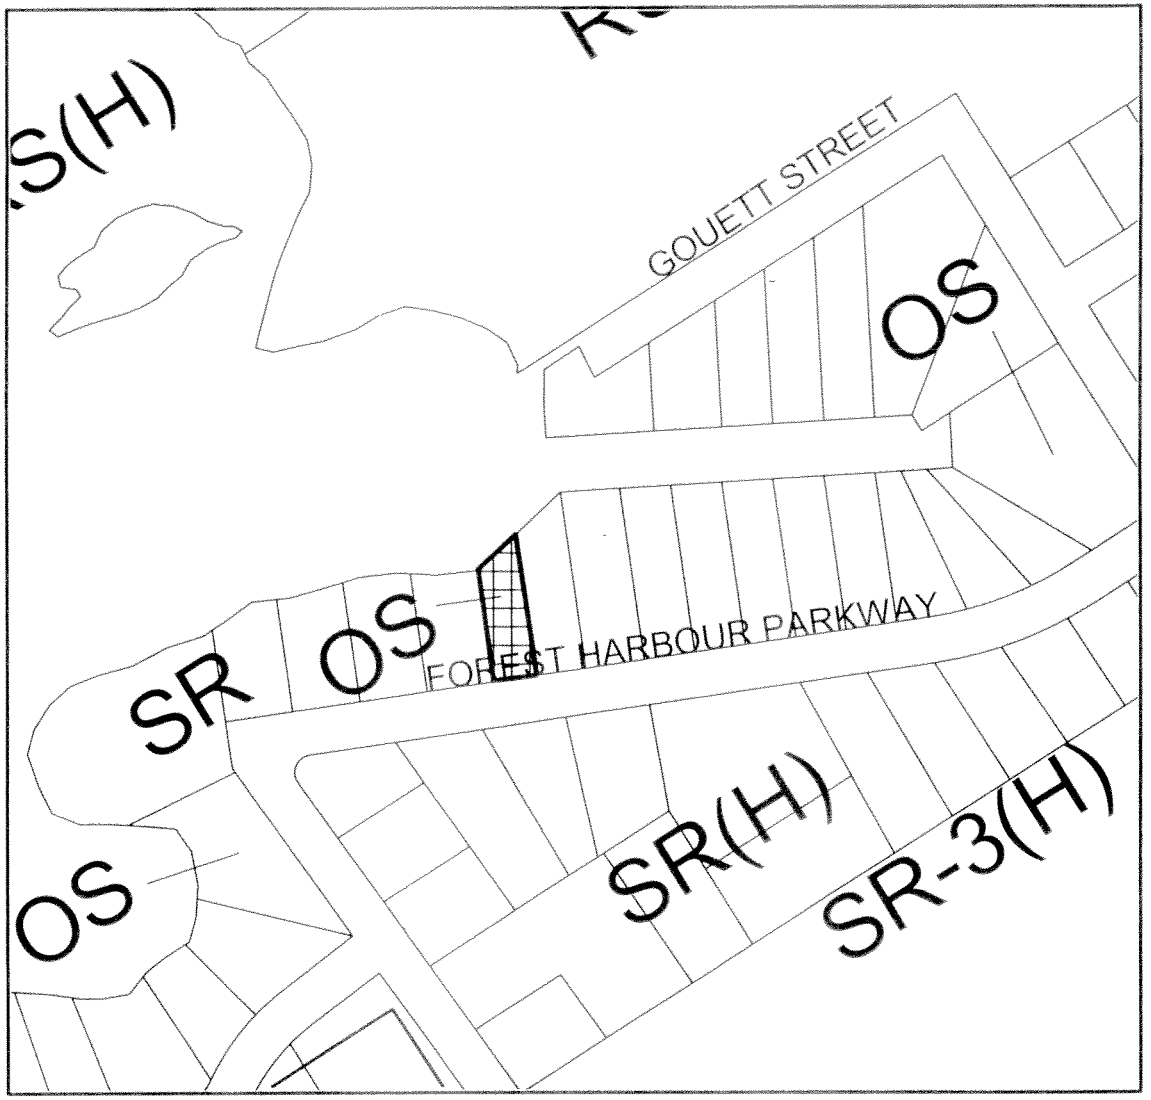 S(H)
GOUETT STREET
OS
OS
FOREST HARBOUR PARKWAY
SR
SR(H)
SR-3(H)
OS